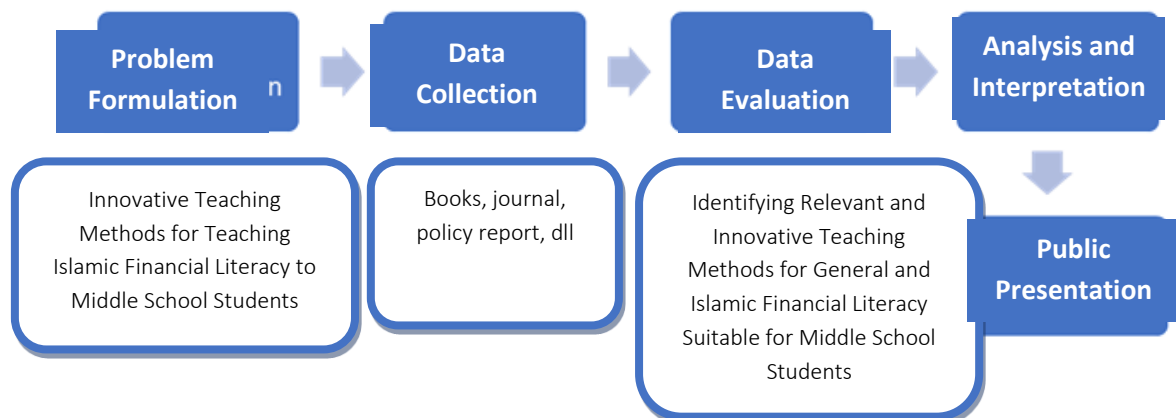 Problem
Formulation n
Data
Collection
Data
Evaluation
Analysis and
Interpretation
Innovative Teaching
Methods for Teaching
Islamic Financial Literacy to
Middle School Students
Books, journal,
policy report, dll
Identifying Relevant and
Innovative Teaching
Methods for General and
Islamic Financial Literacy
Suitable for Middle School
Students
Public
Presentation